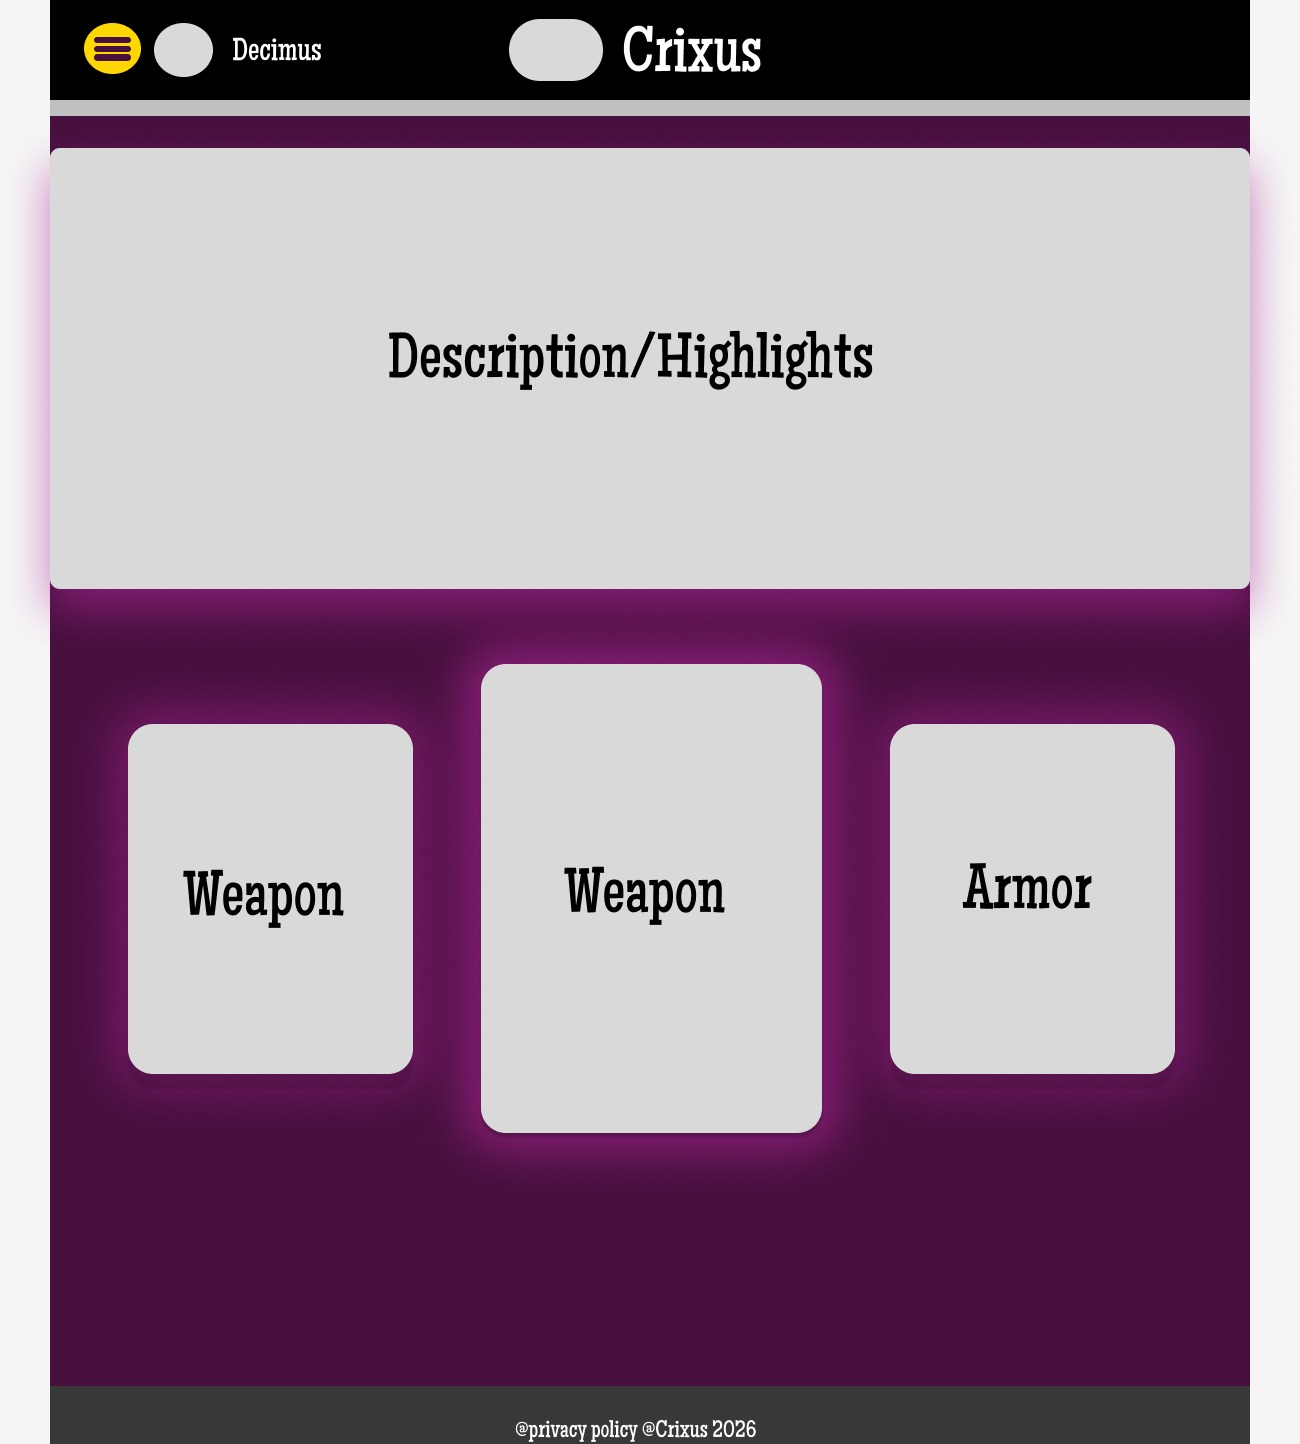 Decimus
Crixus
Description/Highlights
Weapon
Weapon
Armor
@privacy policy @Crixus 2026